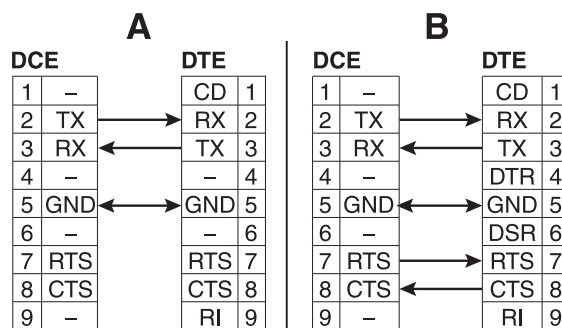 A B
DCE DTE DCE DTE
1 – CD 1 1 – CD 1
2 TX RX 2 2 TX RX 2
3 RX TX 3 3 RX TX 3
4 – – 4 4 – DTR 4
5 GND GND 5 5 GND GND 5
6 – – 6 6 – DSR 6
7 RTS RTS 7 7 RTS RTS 7
8 CTS CTS 8 8 CTS CTS 8
9 – RI 9 9 – RI 9